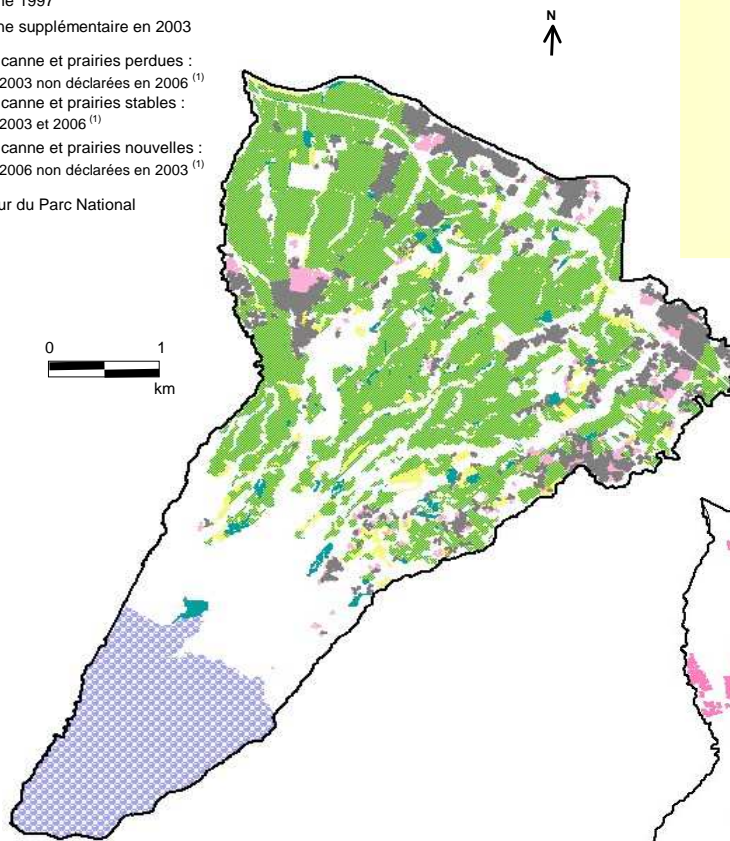 ne 1997
ne supplémentaire en 2003
canne et prairies perdues :
2003 non déclarées en 2006 (1)
canne et prairies stables :
2003 et 2006 (1)
canne et prairies nouvelles :
2006 non déclarées en 2003 (1)
ur du Parc National
N
0 1
km